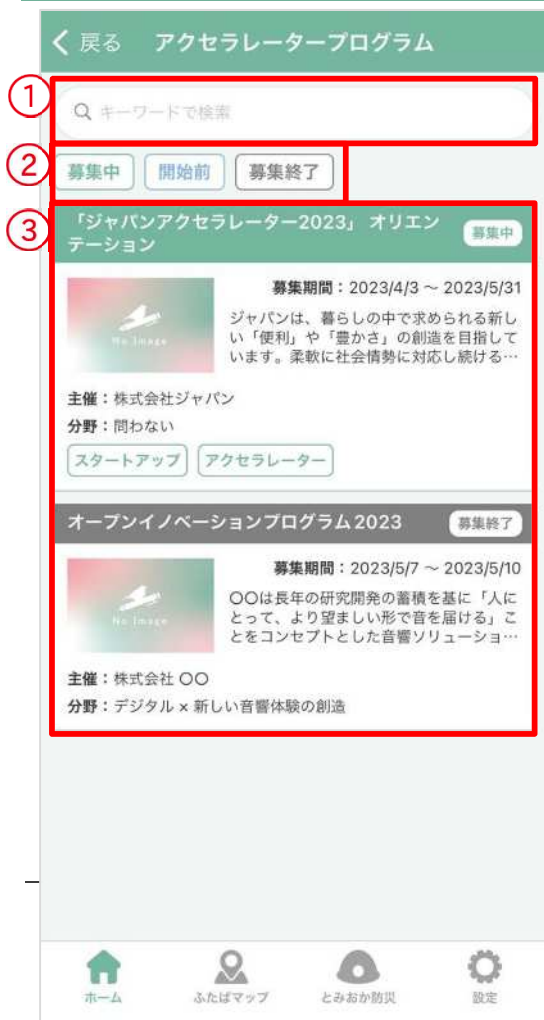 戻る アクセラレータープログラム
①
キーワードで検索
②
募集中 開始前 募集終了
③
「ジャパンアクセラレーター2023」 オリエン
テーション
募集中
No Image
募集期間：2023/4/3 ～ 2023/5/31
ジャパンは、暮らしの中で求められる新し
い「便利」や「豊かさ」の創造を目指して
います。柔軟に社会情勢に対応し続ける…
主催：株式会社ジャパン
分野：問わない
スタートアップ アクセラレーター
オープンイノベーションプログラム2023 募集終了
No Image
募集期間：2023/5/7 ～ 2023/5/10
〇〇は長年の研究開発の蓄積を基に「人に
とって、より望ましい形で音を届ける」こ
とをコンセプトとした音響ソリューショ…
主催：株式会社 〇〇
分野：デジタル × 新しい音響体験の創造
ホーム ふたばマップ とみおか防災 設定